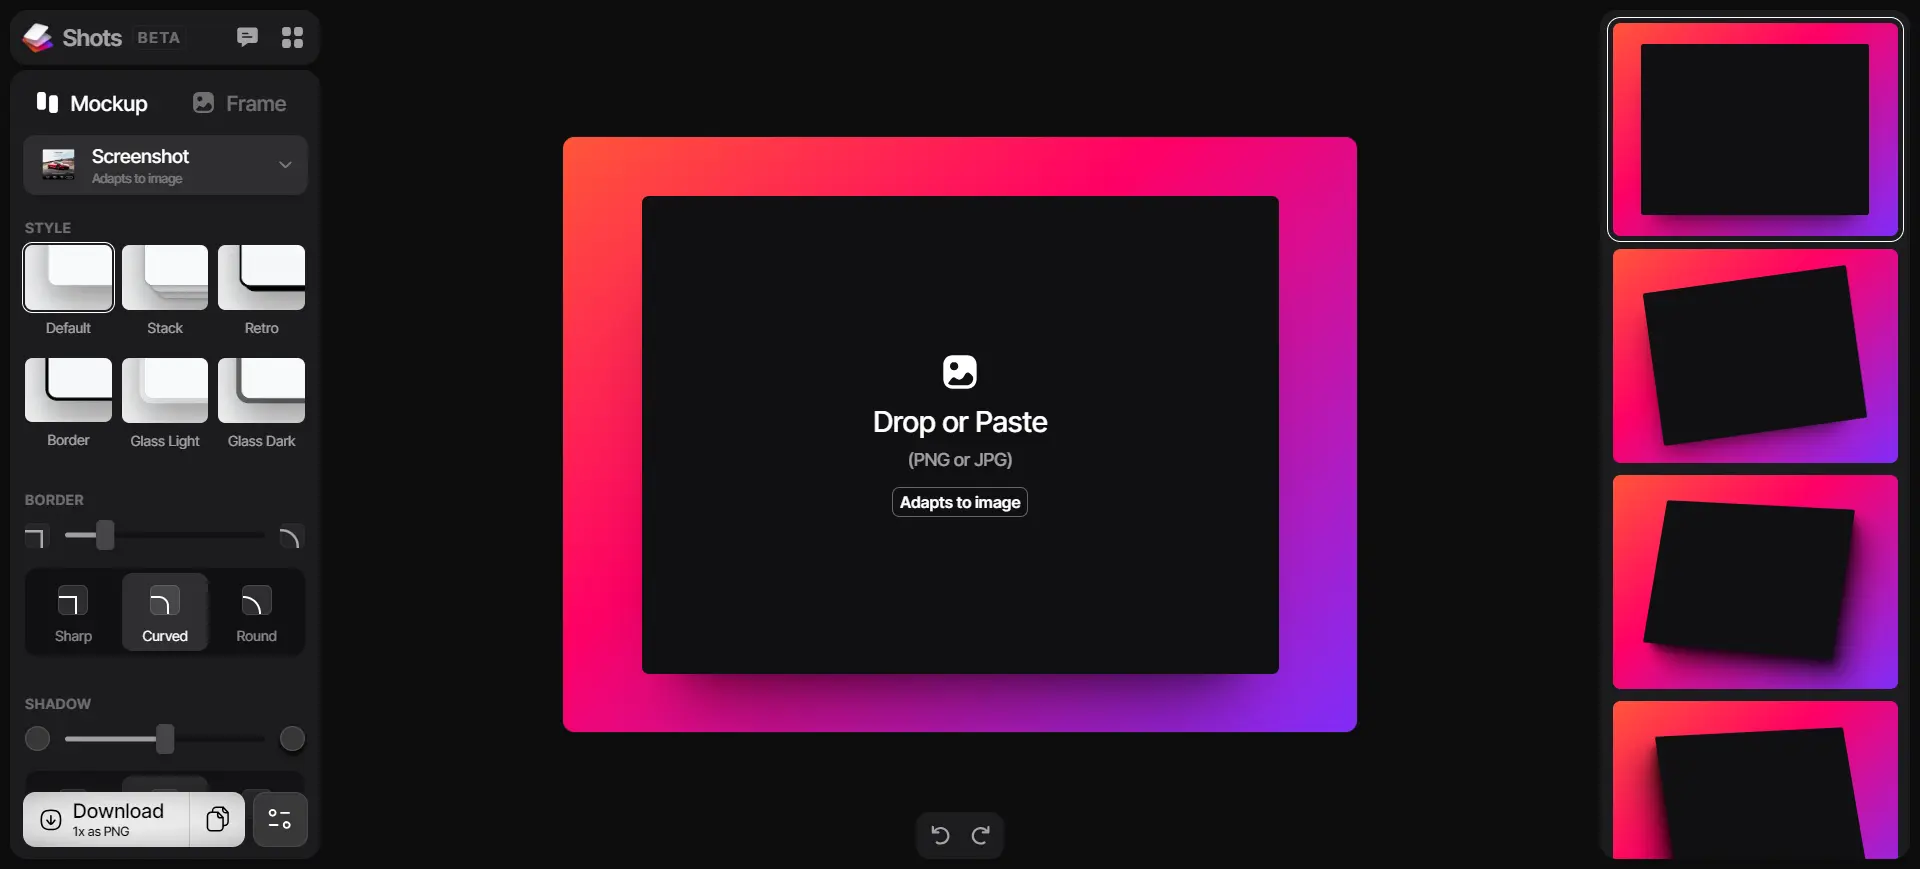 Shots BETA
Mockup Frame
Screenshot
Adapts to image
STYLE
Default Stack Retro
Border Glass Light Glass Dark
BORDER
Sharp Curved Round
SHADOW
Download
1x as PNG
Drop or Paste
(PNG or JPG)
Adapts to image